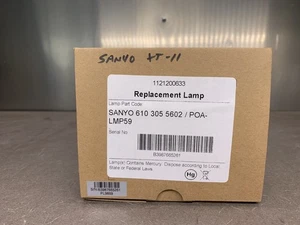 SANYO XT-11
1121200633
Replacement Lamp
Lamp Part Code:
SANYO 610 305 5602 / POA-
LMP59
Serial No:
Lamp(s) Contains Mercury, Dispose according to Local
State or Federal Laws.
Hg